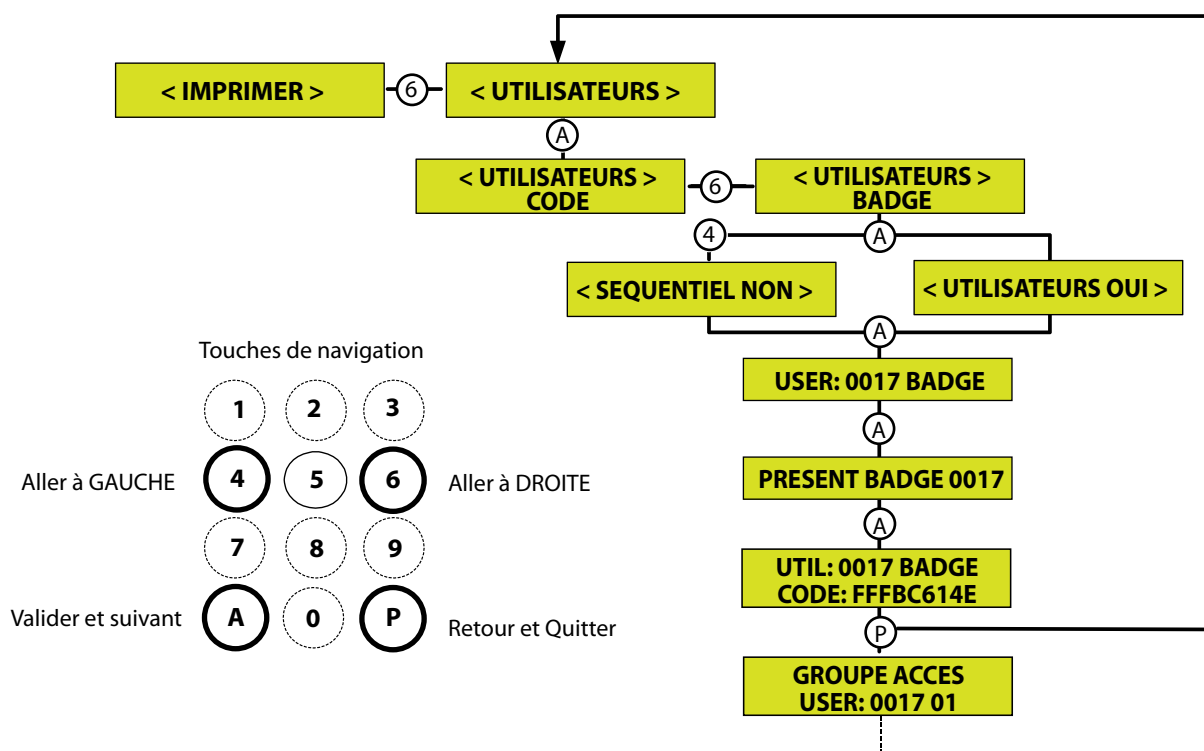 < IMPRIMER >
6
< UTILISATEURS >
A
< UTILISATEURS >
CODE
6
< UTILISATEURS >
BADGE
4
A
< SEQUENTIEL NON >
< UTILISATEURS OUI >
A
USER: 0017 BADGE
A
PRESENT BADGE 0017
A
UTIL: 0017 BADGE
CODE: FFFBC614E
P
GROUPE ACCES
USER: 0017 01
Touches de navigation
1 2 3
Aller à GAUCHE 4 5 6 Aller à DROITE
7 8 9
Valider et suivant A 0 P Retour et Quitter